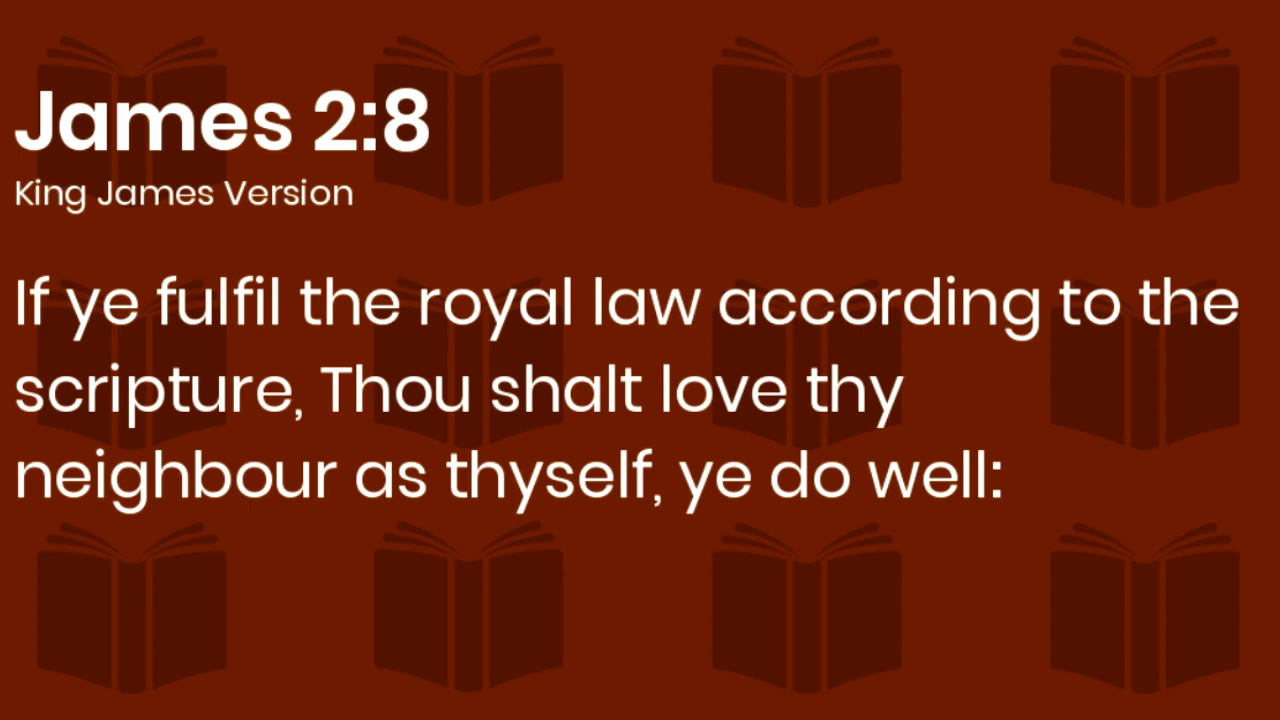 James 2:8
King James Version
If ye fulfil the royal law according to the
scripture, Thou shalt love thy
neighbour as thyself, ye do well: